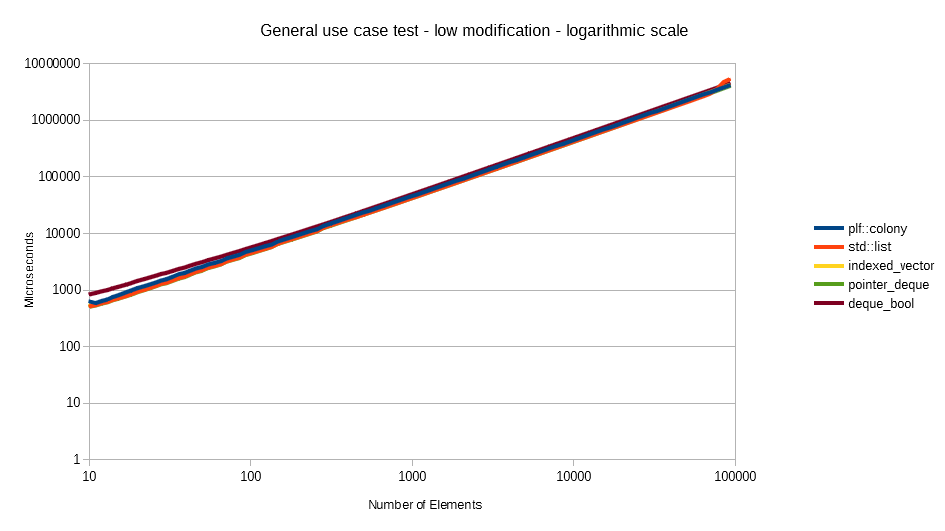 General use case test - low modification - logarithmic scale
10000000
1000000
100000
10000
1000
100
10
1
Microseconds
10
100
1000
10000
100000
Number of Elements
plf::colony
std::list
indexed_vector
pointer_deque
deque_bool